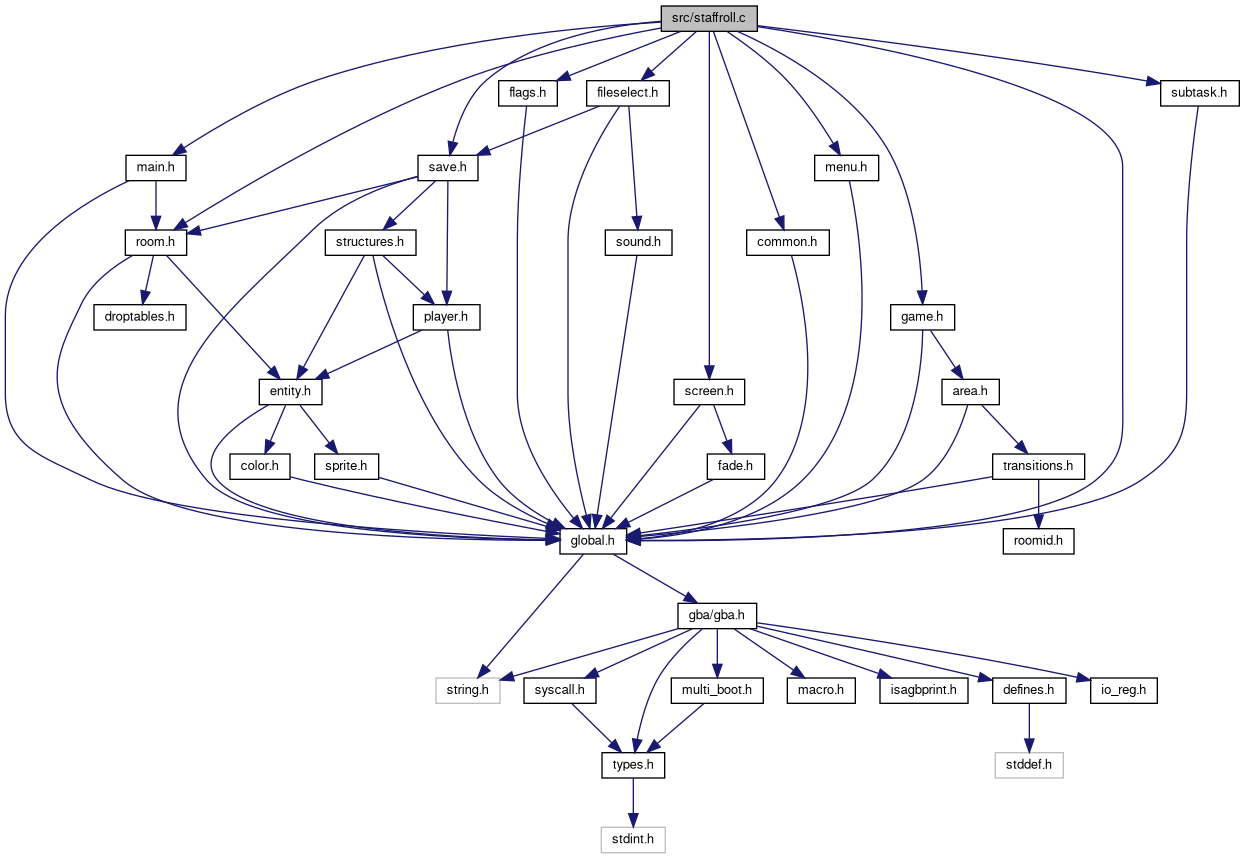 src/staffroll.c
flags.h
fileselect.h
subtask.h
main.h
save.h
menu.h
room.h
structures.h
sound.h
common.h
droptables.h
player.h
game.h
entity.h
screen.h
area.h
color.h
sprite.h
fade.h
transitions.h
global.h
roomid.h
gba/gba.h
string.h
syscall.h
multi_boot.h
macro.h
isagbprint.h
defines.h
io_reg.h
types.h
stddef.h
stdint.h